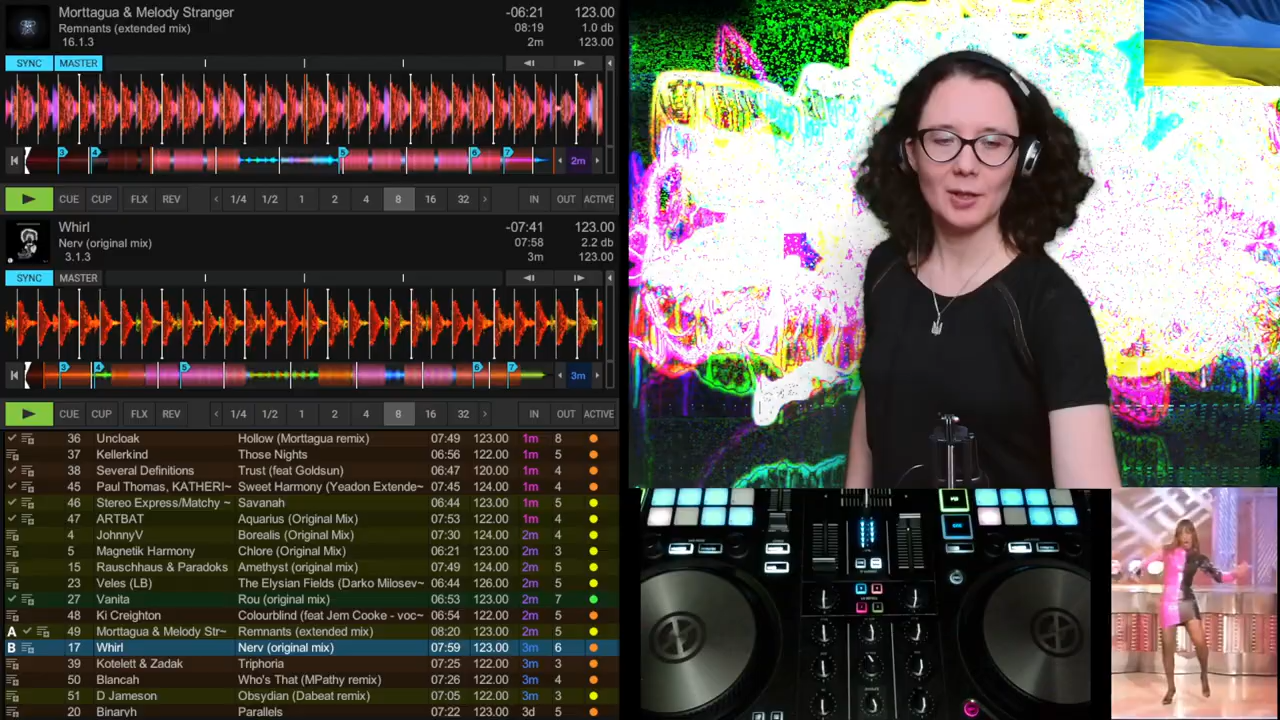 Morttagua & Melody Stranger -06:21 123.00
Remnants (extended mix) 08:19 1.0 db
16.1.3 2m 123.00
SYNC MASTER
3 4 5 6 7 2m
CUE CUP FLX REV < 1/4 1/2 1 2 4 8 16 32 > IN OUT ACTIVE
Whirl -07:41 123.00
Nerv (original mix) 07:58 2.2 db
3.1.3 3m 123.00
SYNC MASTER
3 4 5 6 7 3m
CUE CUP FLX REV < 1/4 1/2 1 2 4 8 16 32 > IN OUT ACTIVE
36 Uncloak Hollow (Morttagua remix) 07:49 123.00 1m 8
37 Kellerkind Those Nights 06:56 122.00 1m 5
38 Several Definitions Trust (feat Goldsun) 06:47 120.00 1m 4
45 Paul Thomas, KATHERI~ Sweet Harmony (Yeadon Extende~ 07:45 124.00 1m 4
46 Stereo Express/Matchy ~ Savanah 06:44 123.00 1m 5
47 ARTBAT Aquarius (Original Mix) 07:53 122.00 1m 4
2 John 00V Borealis (Original Mix) 07:30 124.00 2m 5
5 Magnetik Harmony Chlore (Original Mix) 06:21 123.00 2m 5
15 Rauschhaus & Paradoks Amethyst (original mix) 07:49 123.00 2m 5
23 Veles (LB) The Elysian Fields (Darko Milosev~ 06:44 126.00 2m 5
27 Vanita Rou (original mix) 06:53 123.00 2m 7
48 Ki Creighton Colourblind (feat Jem Cooke - voc~ 06:54 122.00 2m 5
A 49 Morttagua & Melody Str~ Remnants (extended mix) 08:20 123.00 2m 5
B 17 Whirl Nerv (original mix) 07:59 123.00 3m 6
39 Kotelett & Zadak Triphoria 07:25 122.00 3m 3
50 Blancah Who's That (MPathy remix) 07:26 122.00 3m 4
51 D Jameson Obsydian (Dabeat remix) 07:05 122.00 3m 3
20 Binaryh Parallels 07:22 123.00 3d 5